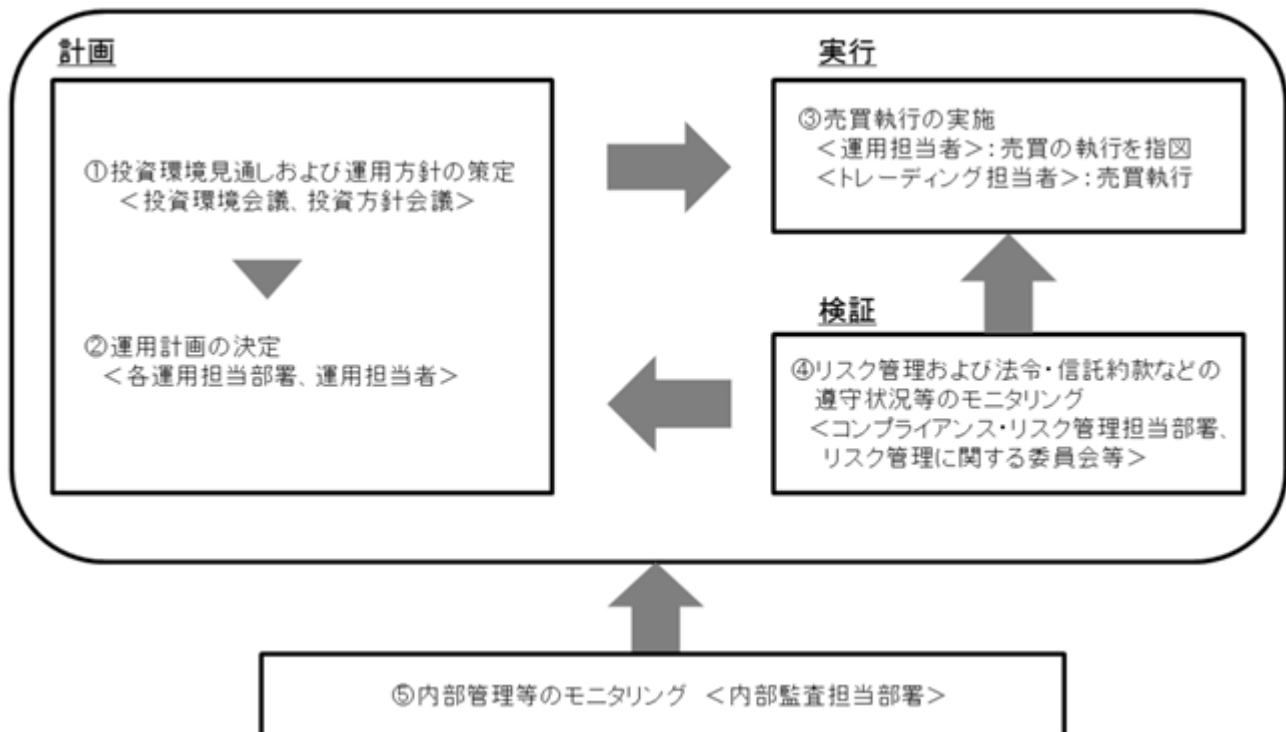 計画
①投資環境見通しおよび運用方針の策定
<投資環境会議、投資方針会議>
②運用計画の決定
<各運用担当部署、運用担当者>
実行
③売買執行の実施
<運用担当者>:売買の執行を指図
<トレーディング担当者>:売買執行
検証
④リスク管理および法令・信託約款などの
遵守状況等のモニタリング
<コンプライアンス・リスク管理担当部署、
リスク管理に関する委員会等>
⑤内部管理等のモニタリング <内部監査担当部署>